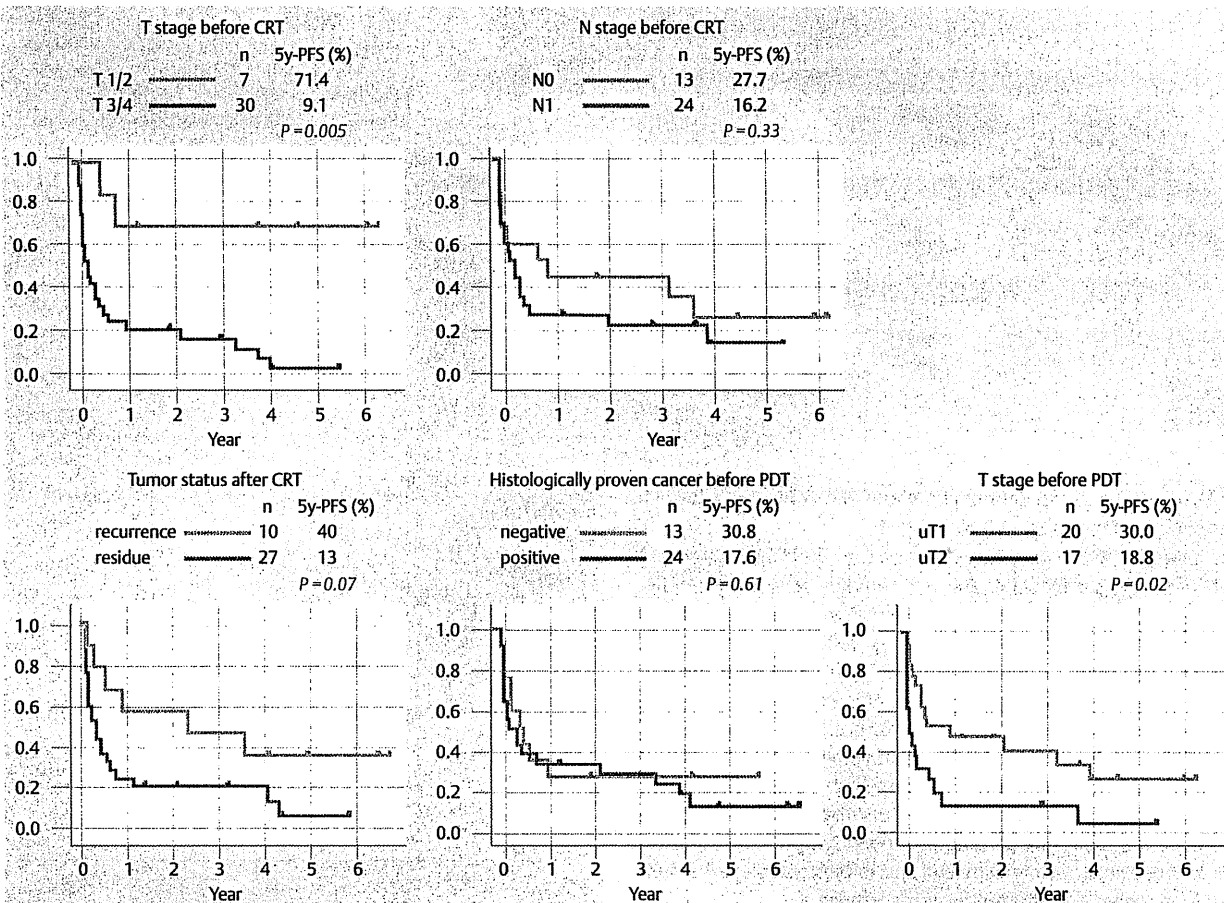 T stage before CRT
n 5y-PFS (%)
T 1/2 7 71.4
T 3/4 30 9.1
P=0.005
1.0
0.8
0.6
0.4
0.2
0.0
0 1 2 3 4 5 6
Year
N stage before CRT
n 5y-PFS (%)
N0 13 27.7
N1 24 16.2
P=0.33
1.0
0.8
0.6
0.4
0.2
0.0
0 1 2 3 4 5 6
Year
Tumor status after CRT
n 5y-PFS (%)
recurrence 10 40
residue 27 13
P=0.07
1.0
0.8
0.6
0.4
0.2
0.0
0 1 2 3 4 5 6
Year
Histologically proven cancer before PDT
n 5y-PFS (%)
negative 13 30.8
positive 24 17.6
P=0.61
1.0
0.8
0.6
0.4
0.2
0.0
0 1 2 3 4 5 6
Year
T stage before PDT
n 5y-PFS (%)
uT1 20 30.0
uT2 17 18.8
P=0.02
1.0
0.8
0.6
0.4
0.2
0.0
0 1 2 3 4 5 6
Year